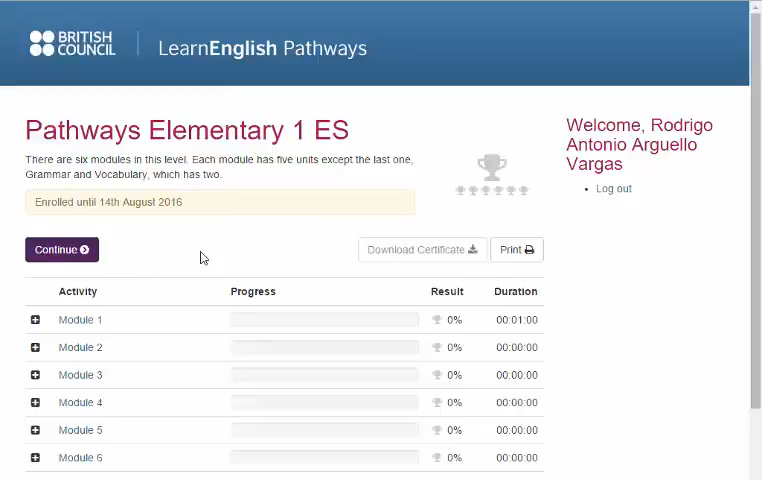 BRITISH
COUNCIL
LearnEnglish Pathways
Pathways Elementary 1 ES
There are six modules in this level. Each module has five units except the last one,
Grammar and Vocabulary, which has two.
Enrolled until 14th August 2016
Welcome, Rodrigo
Antonio Arguello
Vargas
Log out
Continue
Download Certificate
Print
Activity Progress Result Duration
Module 1 0% 00:01:00
Module 2 0% 00:00:00
Module 3 0% 00:00:00
Module 4 0% 00:00:00
Module 5 0% 00:00:00
Module 6 0% 00:00:00